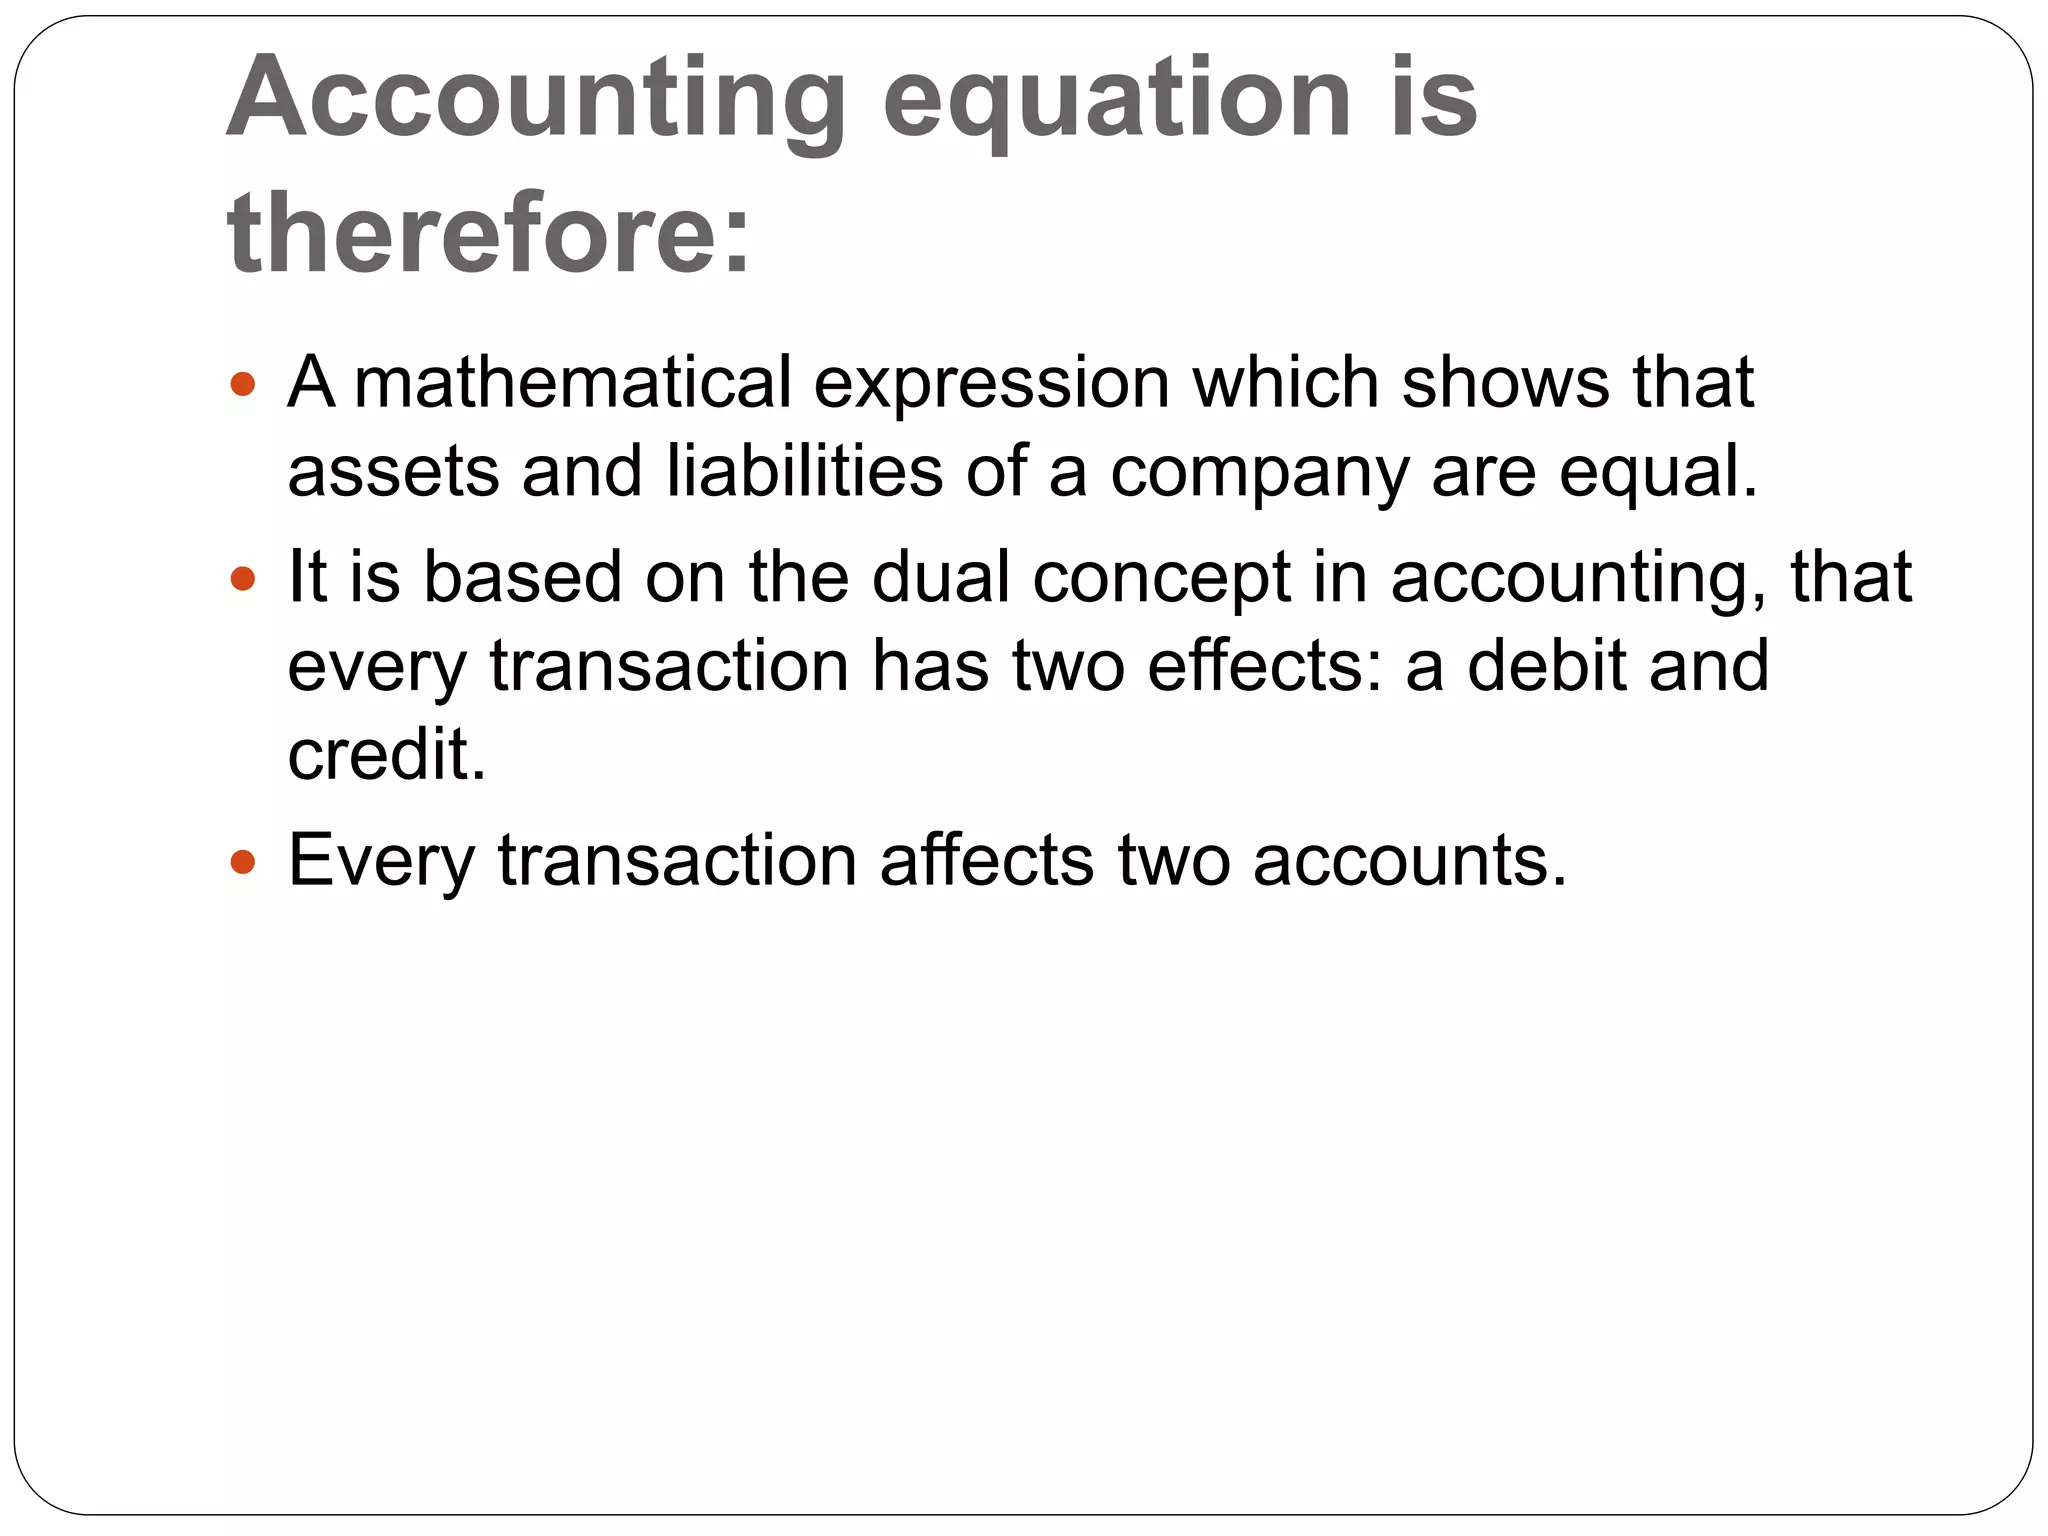 Accounting equation is
therefore:
• A mathematical expression which shows that
assets and liabilities of a company are equal.
• It is based on the dual concept in accounting, that
every transaction has two effects: a debit and
credit.
• Every transaction affects two accounts.